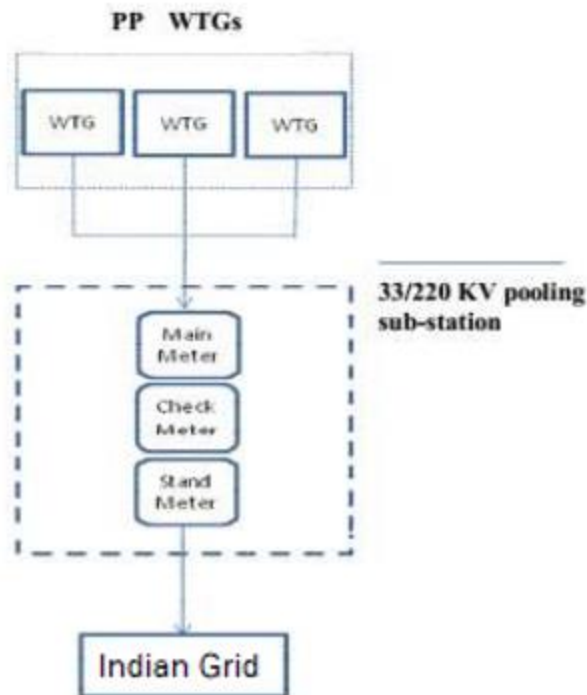 PP WTGs
WTG
WTG
WTG
33/220 KV pooling
sub-station
Main
Meter
Check
Meter
Stand
Meter
Indian Grid